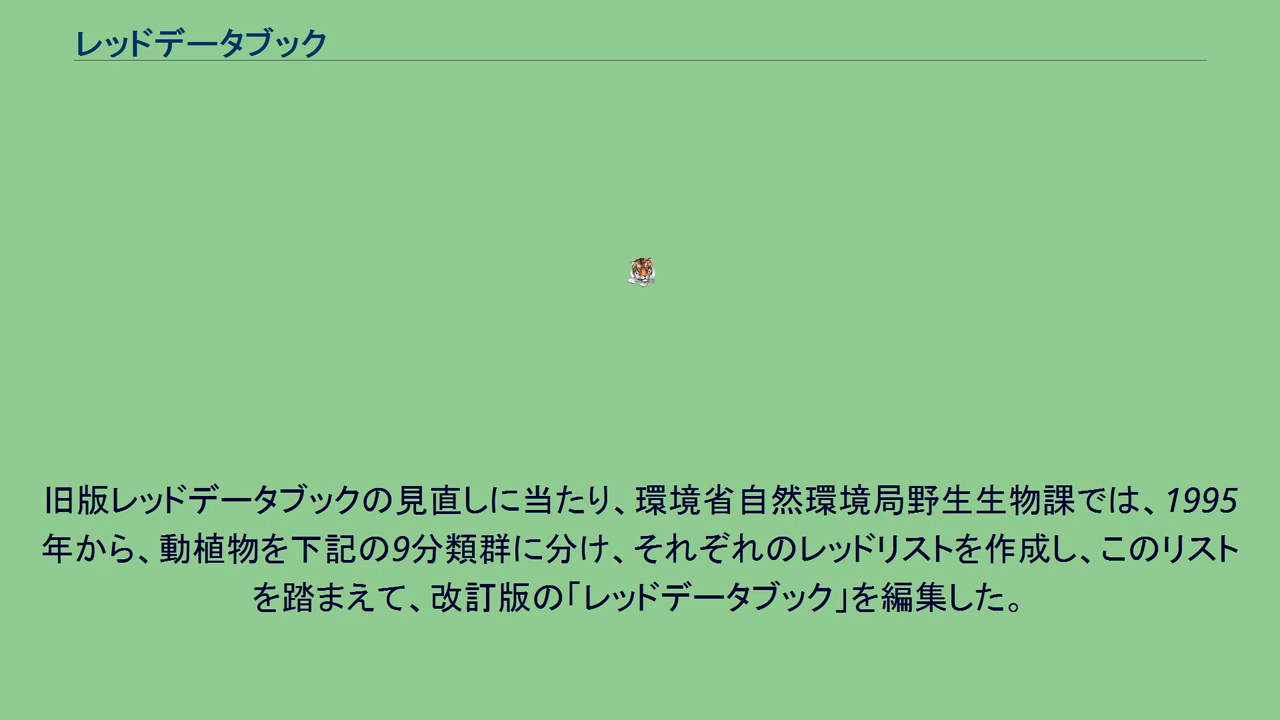 レッドデータブック
旧版レッドデータブックの見直しに当たり、環境省自然環境局野生生物課では、1995
年から、動植物を下記の9分類群に分け、それぞれのレッドリストを作成し、このリスト
を踏まえて、改訂版の｢レッドデータブック｣を編集した。